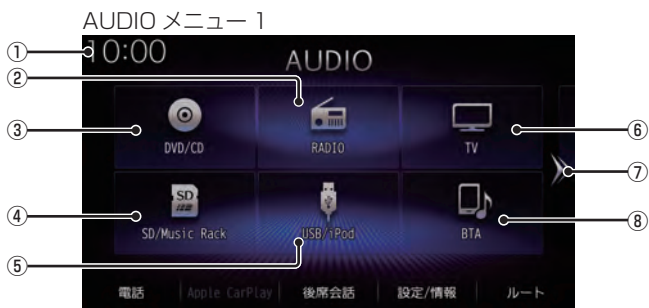 AUDIO メニュー 1
① 10:00 AUDIO
②
③ DVD/CD RADIO TV ⑥
⑦
④ SD/Music Rack USB/iPod BTA ⑧
⑤
電話 Apple CarPlay 後席会話 設定/情報 ルート